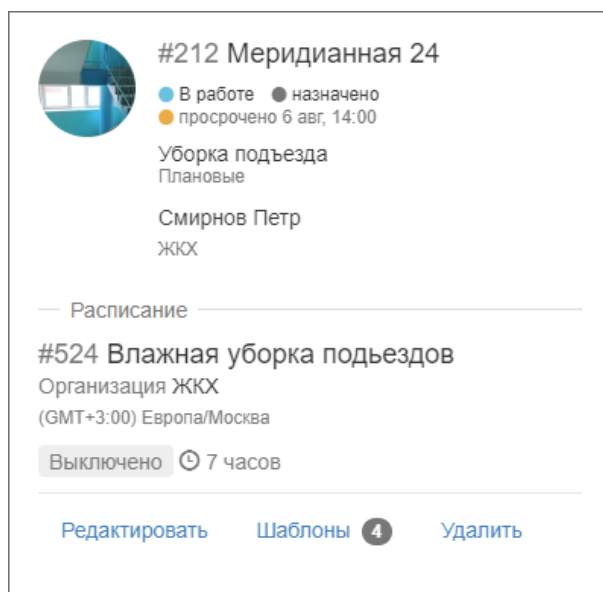 #212 Меридианная 24
В работе назначено
просрочено 6 авг, 14:00
Уборка подъезда
Плановые
Смирнов Петр
ЖКХ
Расписание
#524 Влажная уборка подьездов
Организация ЖКХ
(GMT+3:00) Европа/Москва
Выключено 7 часов
Редактировать Шаблоны 4 Удалить